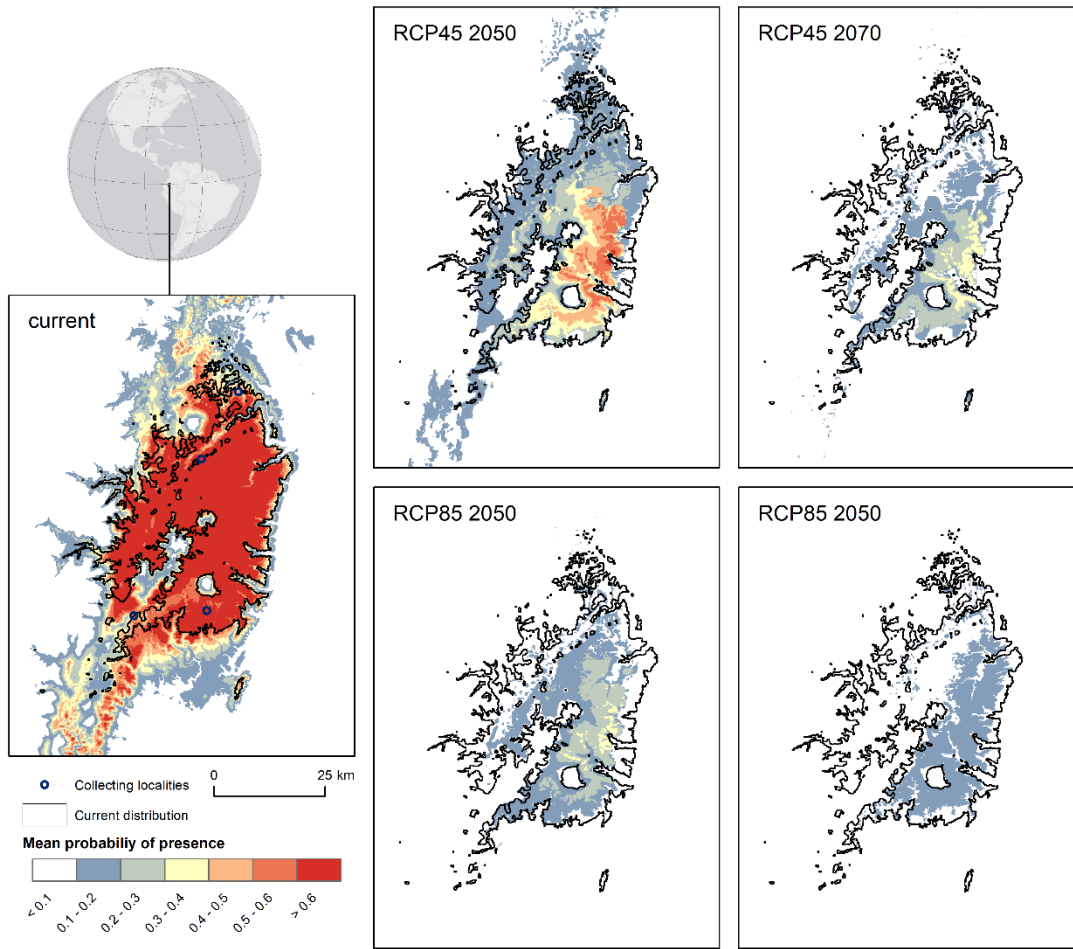 RCP45 2050
RCP45 2070
current
RCP85 2050
RCP85 2050
Collecting localities
0 25 km
Current distribution
Mean probabiliy of presence
< 0.1
0.1 - 0.2
0.2 - 0.3
0.3 - 0.4
0.4 - 0.5
0.5 - 0.6
> 0.6